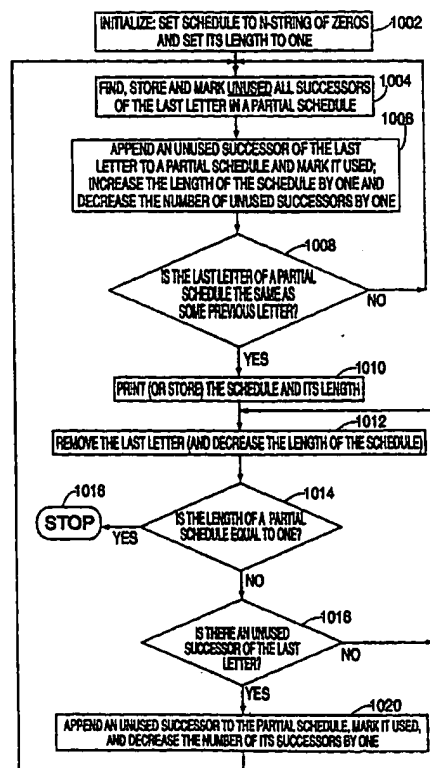 INITIALIZE: SET SCHEDULE TO N-STRING OF ZEROS
AND SET ITS LENGTH TO ONE
1002
FIND, STORE AND MARK UNUSED ALL SUCCESSORS
OF THE LAST LETTER IN A PARTIAL SCHEDULE
1004
1006
APPEND AN UNUSED SUCCESSOR OF THE LAST
LETTER TO A PARTIAL SCHEDULE AND MARK IT USED;
INCREASE THE LENGTH OF THE SCHEDULE BY ONE AND
DECREASE THE NUMBER OF UNUSED SUCCESSORS BY ONE
1008
IS THE LAST LETTER OF A PARTIAL
SCHEDULE THE SAME AS
SOME PREVIOUS LETTER?
NO
YES
1010
PRINT (OR STORE) THE SCHEDULE AND ITS LENGTH
1012
REMOVE THE LAST LETTER (AND DECREASE THE LENGTH OF THE SCHEDULE)
1016
1014
STOP
IS THE LENGTH OF A PARTIAL
SCHEDULE EQUAL TO ONE?
YES
NO
1018
IS THERE AN UNUSED
SUCCESSOR OF THE LAST
LETTER?
NO
YES
1020
APPEND AN UNUSED SUCCESSOR TO THE PARTIAL SCHEDULE, MARK IT USED,
AND DECREASE THE NUMBER OF ITS SUCCESSORS BY ONE